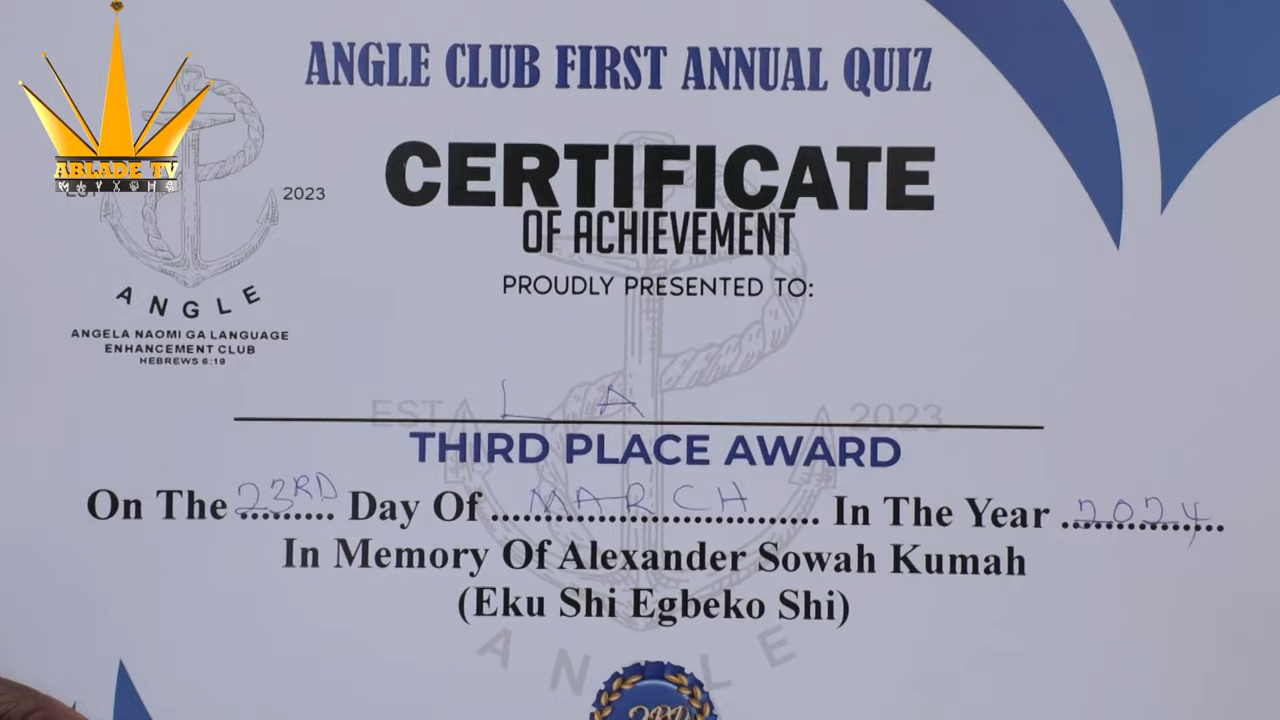 ANGLE CLUB FIRST ANNUAL QUIZ
ABLADE TV
2023
CERTIFICATE
OF ACHIEVEMENT
PROUDLY PRESENTED TO:
ANGLE
ANGELA NAOMI GA LANGUAGE
ENHANCEMENT CLUB
HEBREWS 6:19
EST 2023
LA
THIRD PLACE AWARD
On The 23RD Day Of MARCH In The Year 2024
In Memory Of Alexander Sowah Kumah
(Eku Shi Egbeko Shi)
ANGLE
3RD